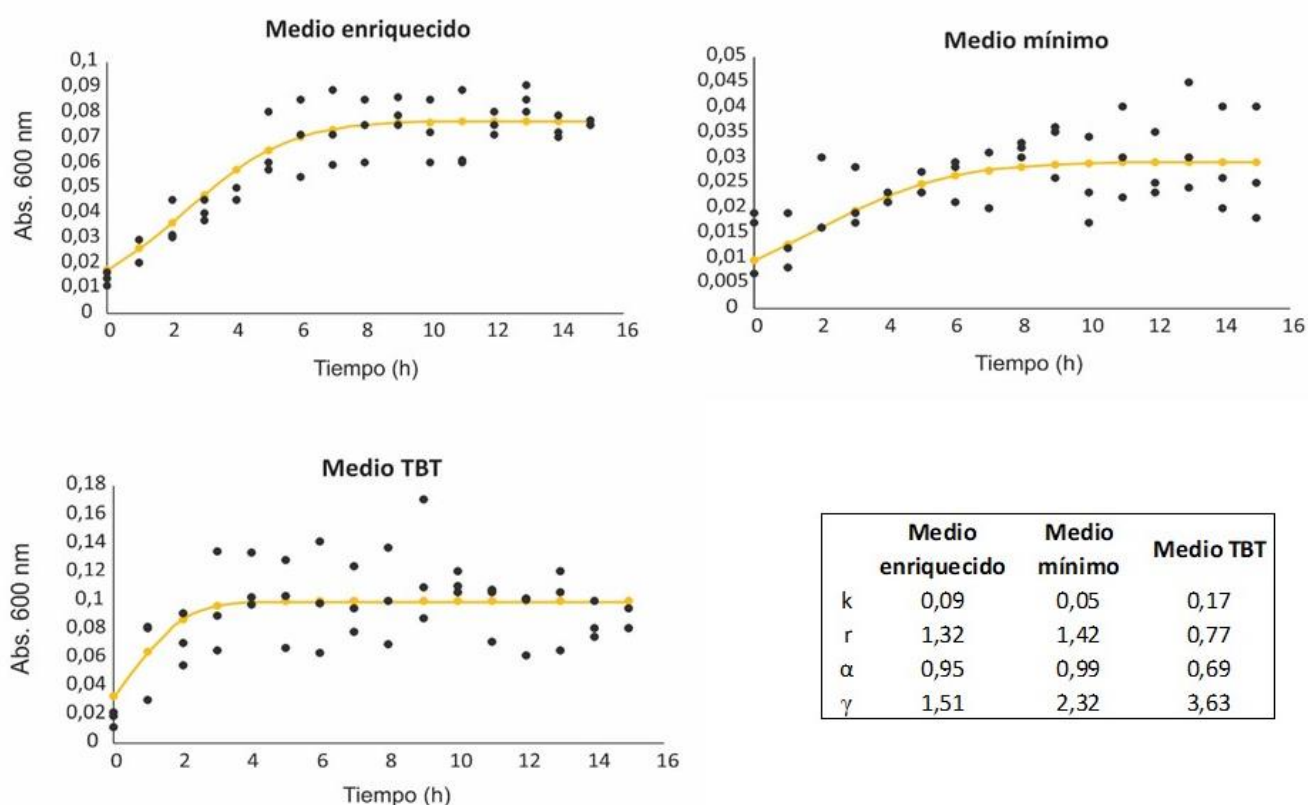 Medio enriquecido
0,1
0,09
0,08
0,07
0,06
0,05
0,04
0,03
0,02
0,01
0
Abs. 600 nm
0 2 4 6 8 10 12 14 16
Tiempo (h)
Medio mínimo
0,05
0,045
0,04
0,035
0,03
0,025
0,02
0,015
0,01
0,005
0
0 2 4 6 8 10 12 14 16
Tiempo (h)
Medio TBT
0,18
0,16
0,14
0,12
0,1
0,08
0,06
0,04
0,02
0
Abs. 600 nm
0 2 4 6 8 10 12 14 16
Tiempo (h)
Medio enriquecido Medio mínimo Medio TBT
k 0,09 0,05 0,17
r 1,32 1,42 0,77
α 0,95 0,99 0,69
γ 1,51 2,32 3,63